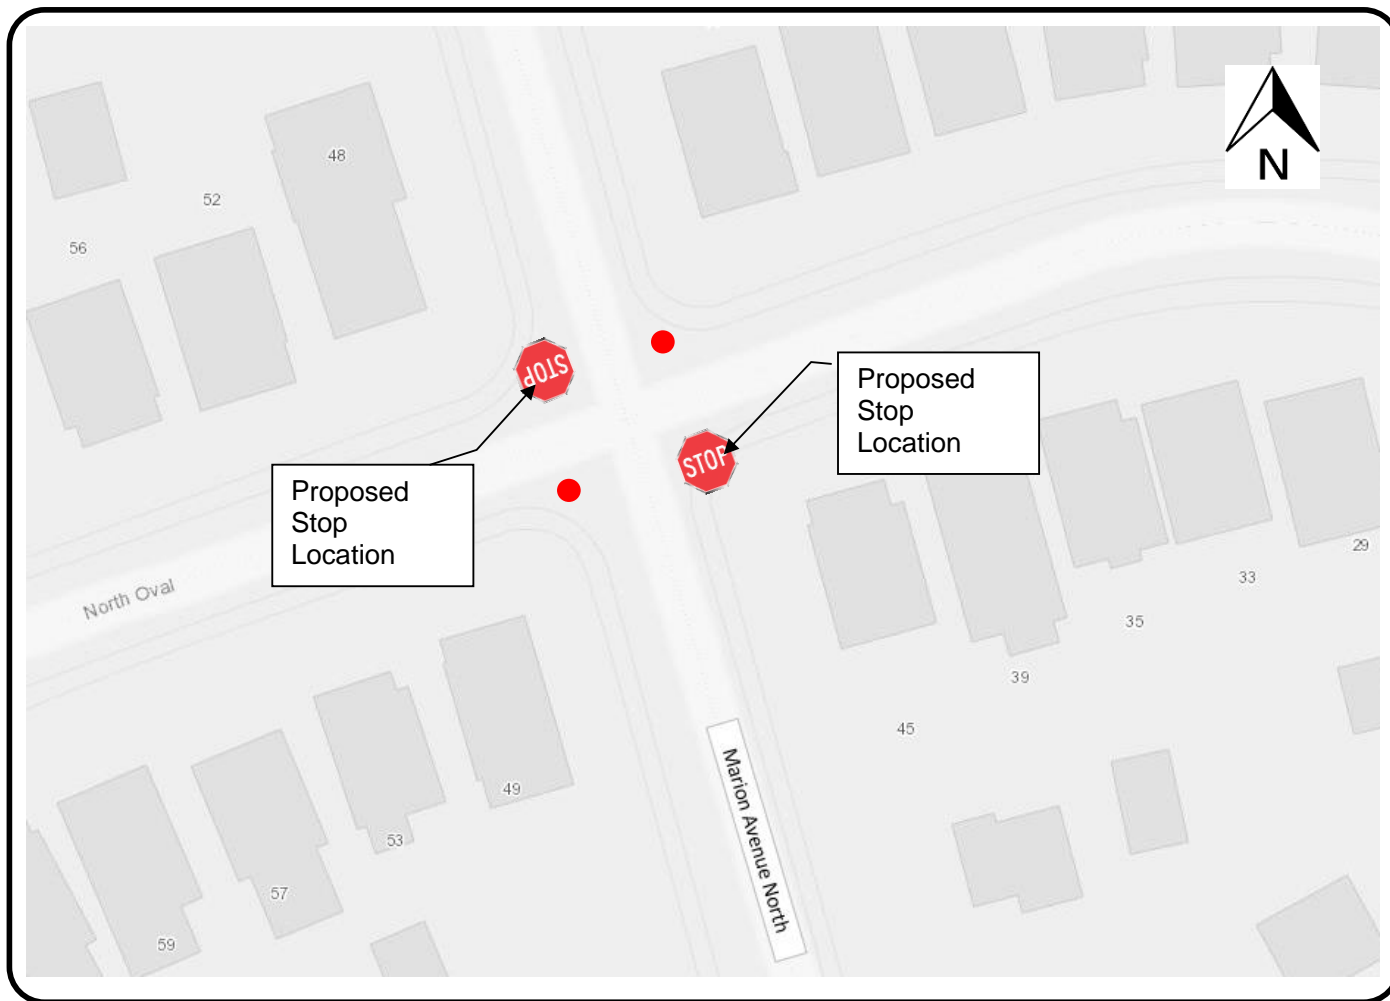 N
48
52
56
STOP
Proposed
Stop
Location
STOP
Proposed
Stop
Location
North Oval
29
33
35
39
45
Marion Avenue North
49
53
57
59